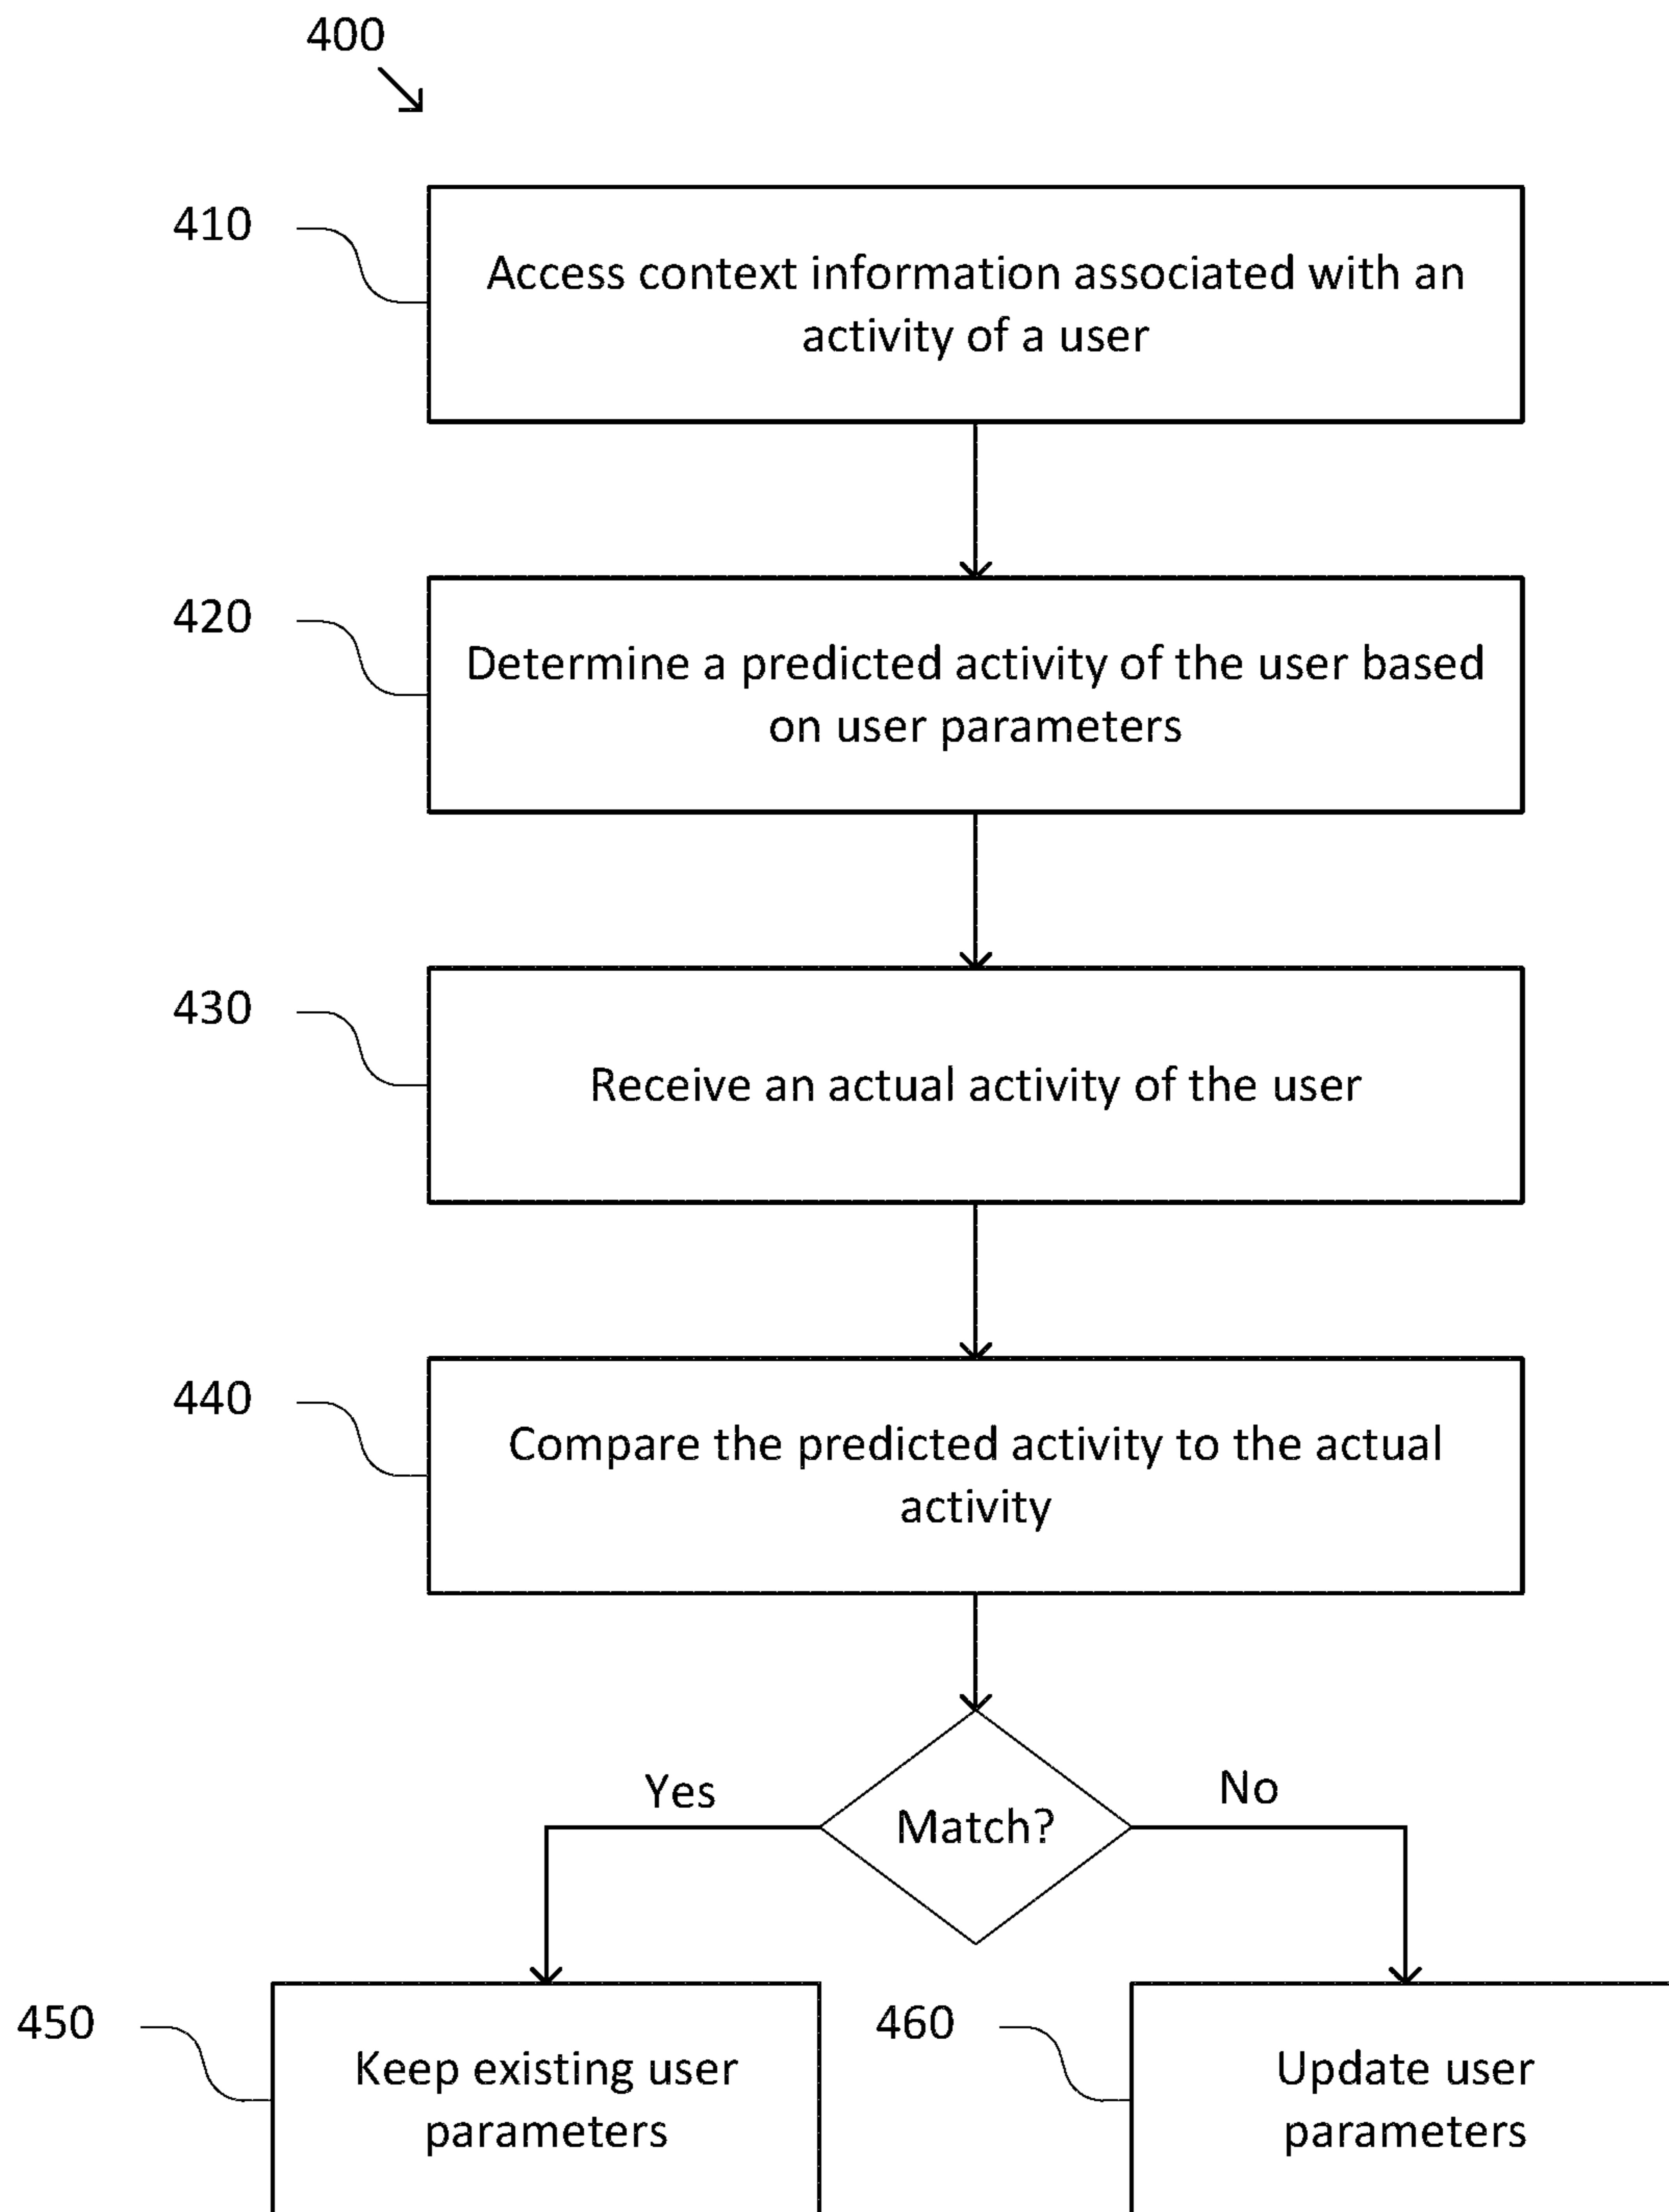 400
410
Access context information associated with an
activity of a user
420
Determine a predicted activity of the user based
on user parameters
430
Receive an actual activity of the user
440
Compare the predicted activity to the actual
activity
Yes
Match?
No
450
Keep existing user
parameters
460
Update user
parameters